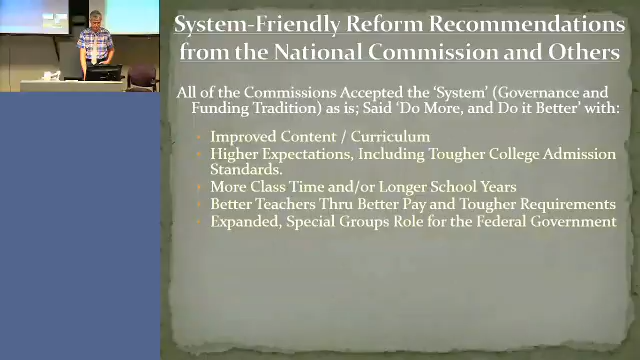 System-Friendly Reform Recommendations
from the National Commission and Others
All of the Commissions Accepted the 'System' (Governance and
Funding Tradition) as is; Said 'Do More, and Do it Better' with:
• Improved Content / Curriculum
• Higher Expectations, Including Tougher College Admission
Standards.
• More Class Time and/or Longer School Years
• Better Teachers Thru Better Pay and Tougher Requirements
• Expanded, Special Groups Role for the Federal Government